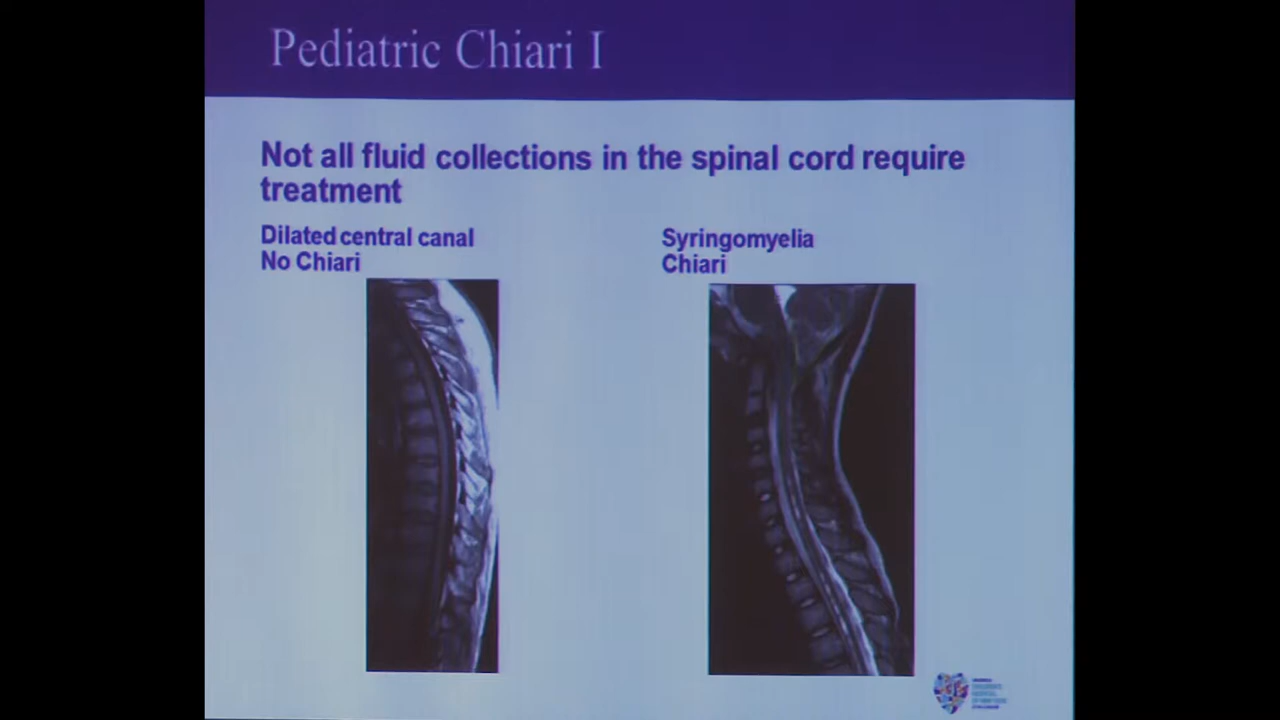 Pediatric Chiari I
Not all fluid collections in the spinal cord require
treatment
Dilated central canal
No Chiari
Syringomyelia
Chiari